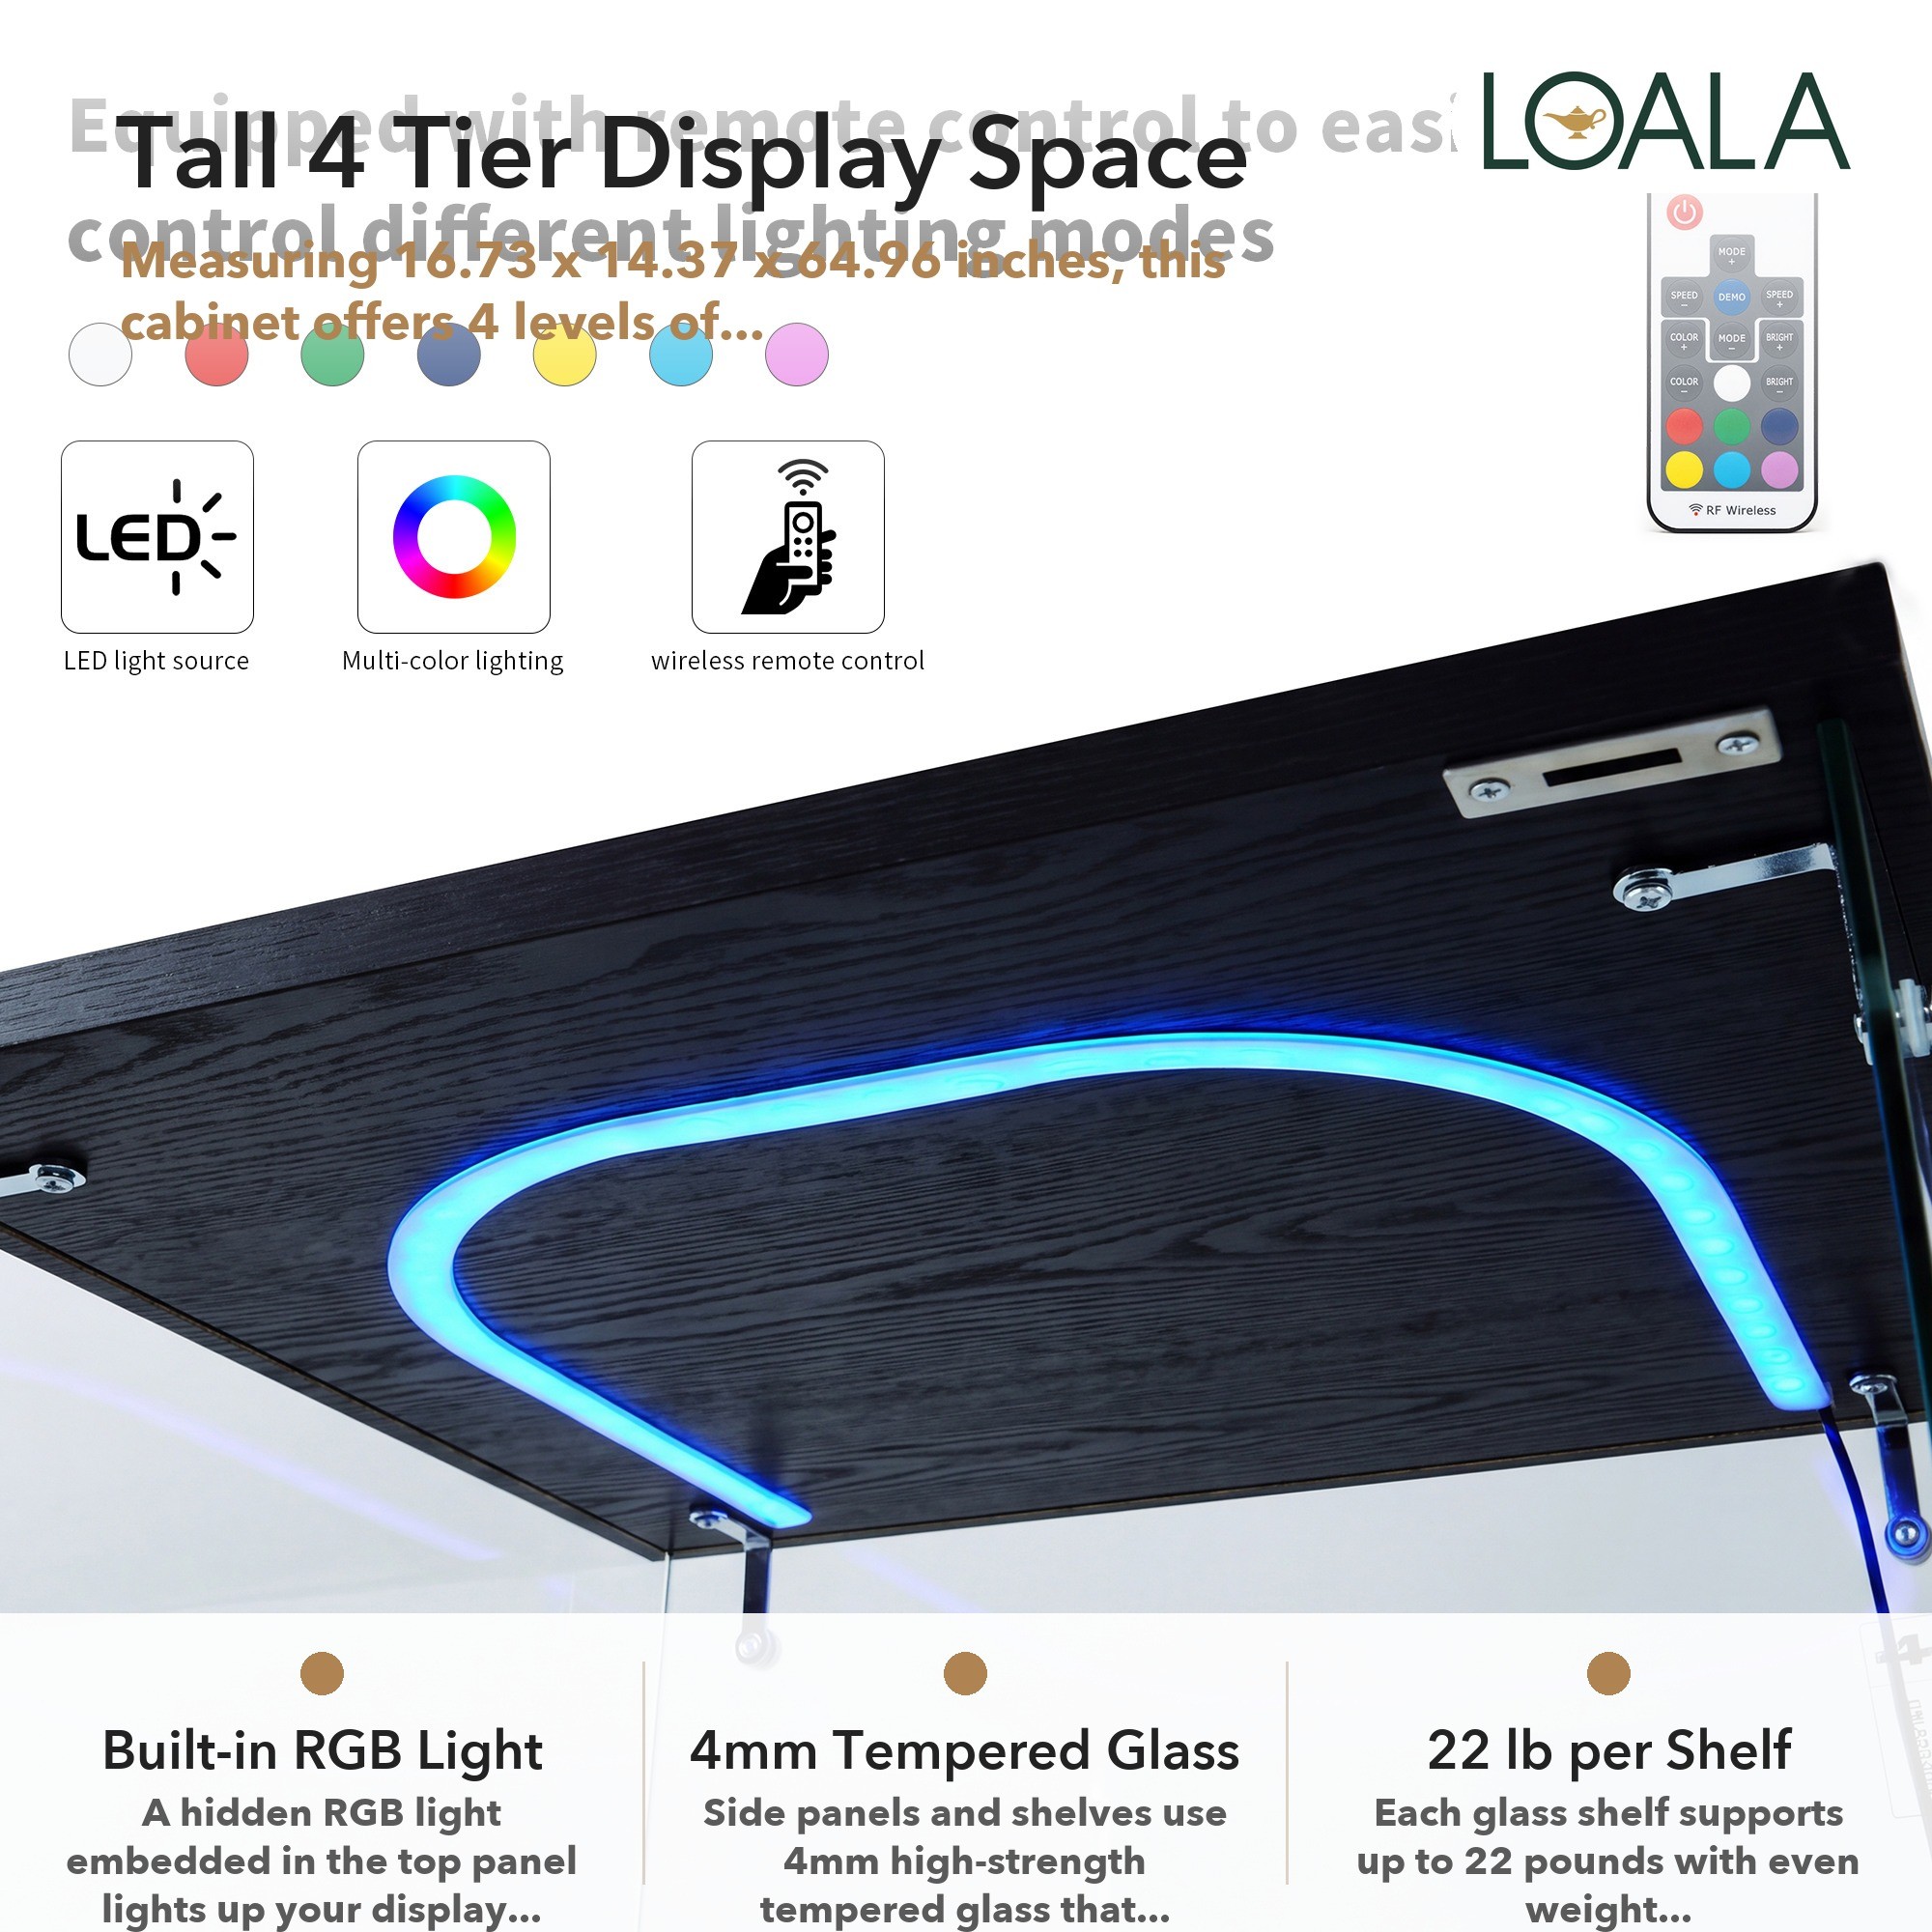 Equipped with remote control to easi
LOALA
Tall 4 Tier Display Space
control different lighting modes
Measuring 16.73 x 14.37 x 64.96 inches, this
cabinet offers 4 levels of...
MODE
+
SPEED
–
DEMO
SPEED
+
COLOR
+
MODE
–
BRIGHT
+
COLOR
–
BRIGHT
–
RF Wireless
LED
LED light source
Multi-color lighting
wireless remote control
Built-in RGB Light
A hidden RGB light
embedded in the top panel
lights up your display...
4mm Tempered Glass
Side panels and shelves use
4mm high-strength
tempered glass that...
22 lb per Shelf
Each glass shelf supports
up to 22 pounds with even
weight...